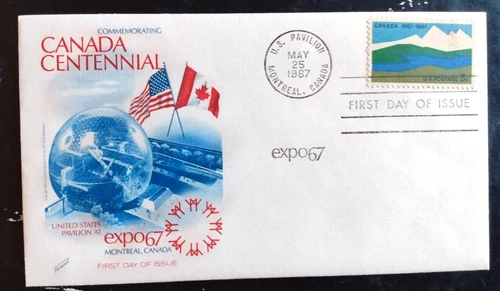 COMMEMORATING
CANADA
CENTENNIAL
UNITED STATES
PAVILION AT
expo67
MONTREAL, CANADA
FIRST DAY OF ISSUE
U.S. PAVILION
MAY
25
1967
MONTREAL, CANADA
CANADA 1867-1967
U.S. POSTAGE 5c
FIRST DAY OF ISSUE
expo67